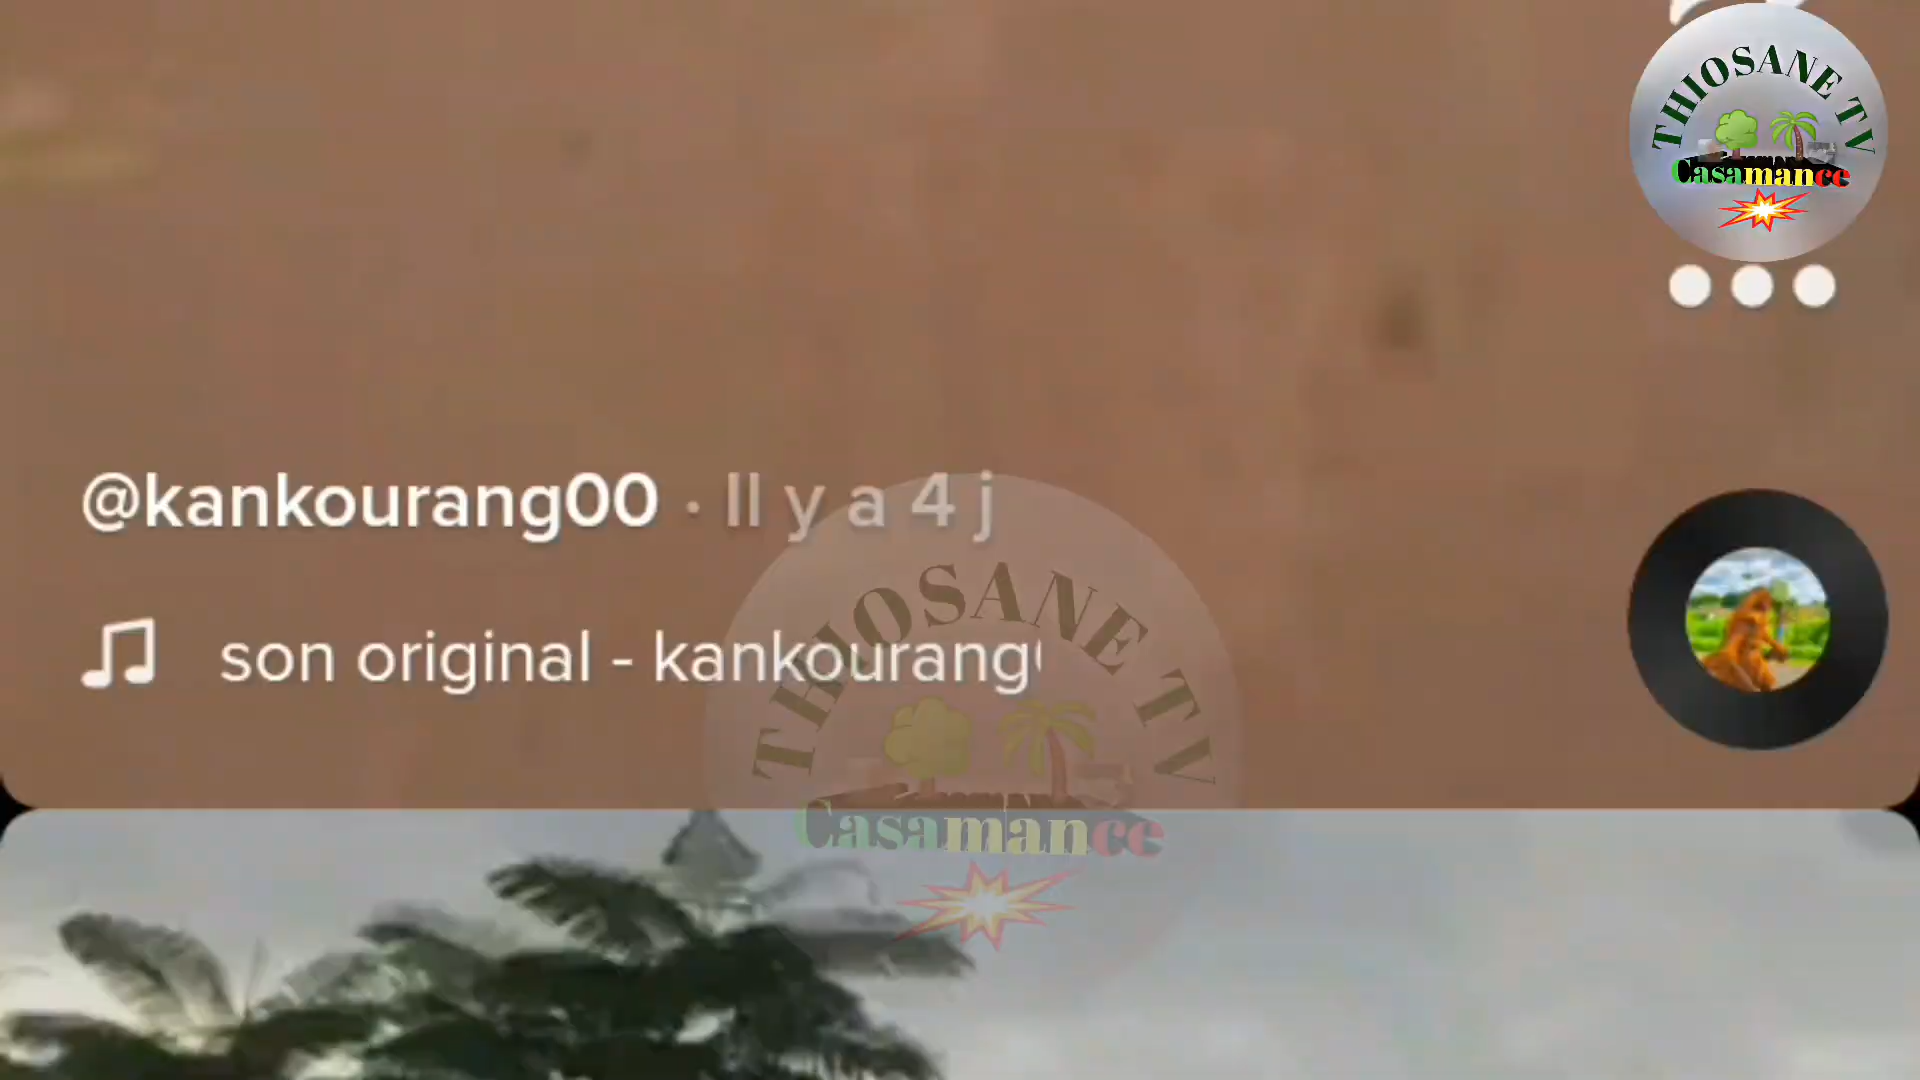 THIOSANE TV
Casamance
@kankourang00 · Il y a 4 j
son original - kankourang
THIOSANE TV
Casamance